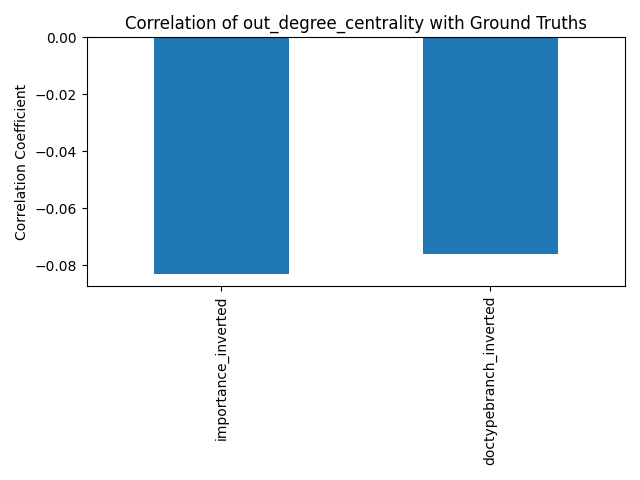 Correlation of out_degree_centrality with Ground Truths
Correlation Coefficient
0.00
−0.02
−0.04
−0.06
−0.08
importance_inverted
doctypebranch_inverted